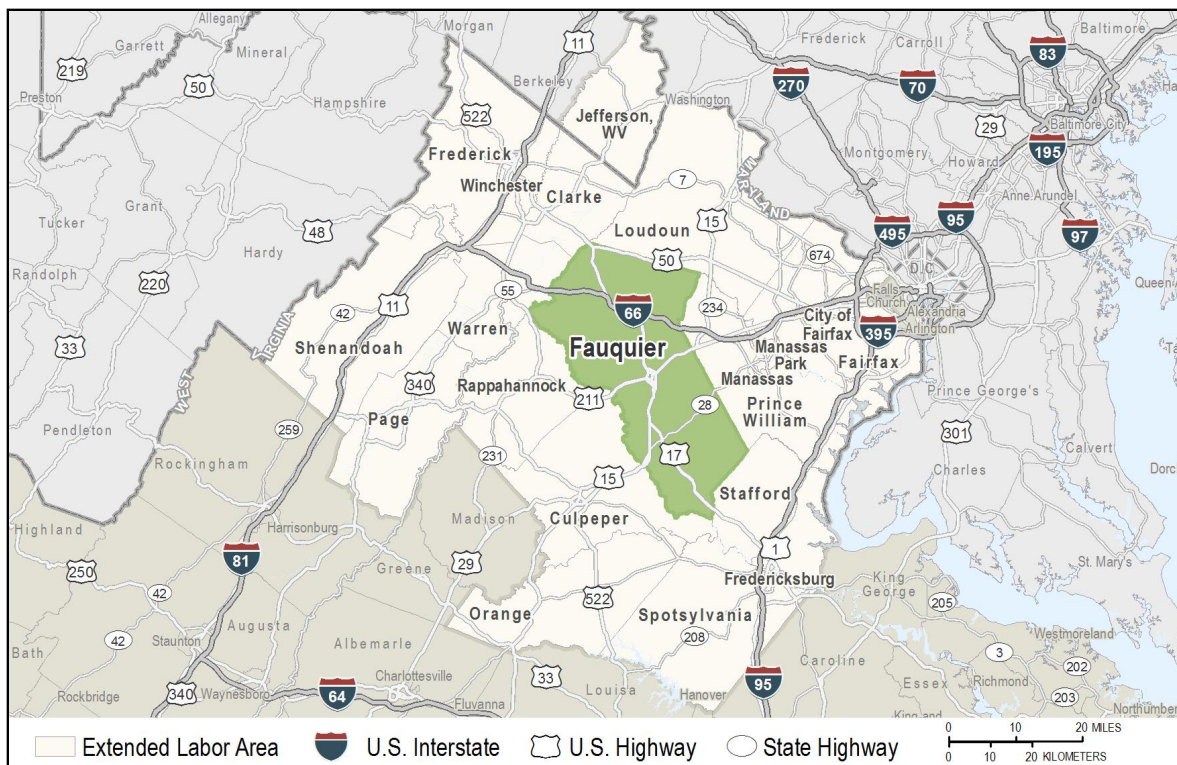 Allegany
Morgan
Frederick
Carroll
Baltimore
Garrett
Mineral
11
83
219
50
Berkeley
270
70
Preston
Hampshire
522
Jefferson,
WV
Washington
29
Baltimore City
Frederick
Montgomery
Howard
195
Winchester
Clarke
7
MARYLAND
Anne Arundel
Tucker
Grant
48
Loudoun
15
495
95
97
Hardy
50
674
D.C.
Randolph
220
55
66
234
Falls
Church
Queen A
11
42
City of
Fairfax
Alexandria
Arlington
395
33
VIRGINIA
Shenandoah
Warren
Fauquier
Manassas
Park
Fairfax
WEST
340
Rappahannock
211
Manassas
Prince George's
Page
28
Prince
William
Pendleton
259
301
Calvert
Rockingham
231
15
17
Stafford
Charles
Dorc
Highland
Harrisonburg
Madison
Culpeper
81
29
1
250
Greene
Fredericksburg
St. Mary's
42
Orange
522
Spotsylvania
King
George
205
42
Staunton
Augusta
Albemarle
208
Westmoreland
Bath
33
Caroline
3
202
Rockbridge
340
Waynesboro
64
Charlottesville
Louisa
Hanover
95
Essex
Richmond
203
Fluvanna
King and
Northumber
Extended Labor Area
U.S. Interstate
U.S. Highway
State Highway
0 10 20 MILES
0 10 20 KILOMETERS